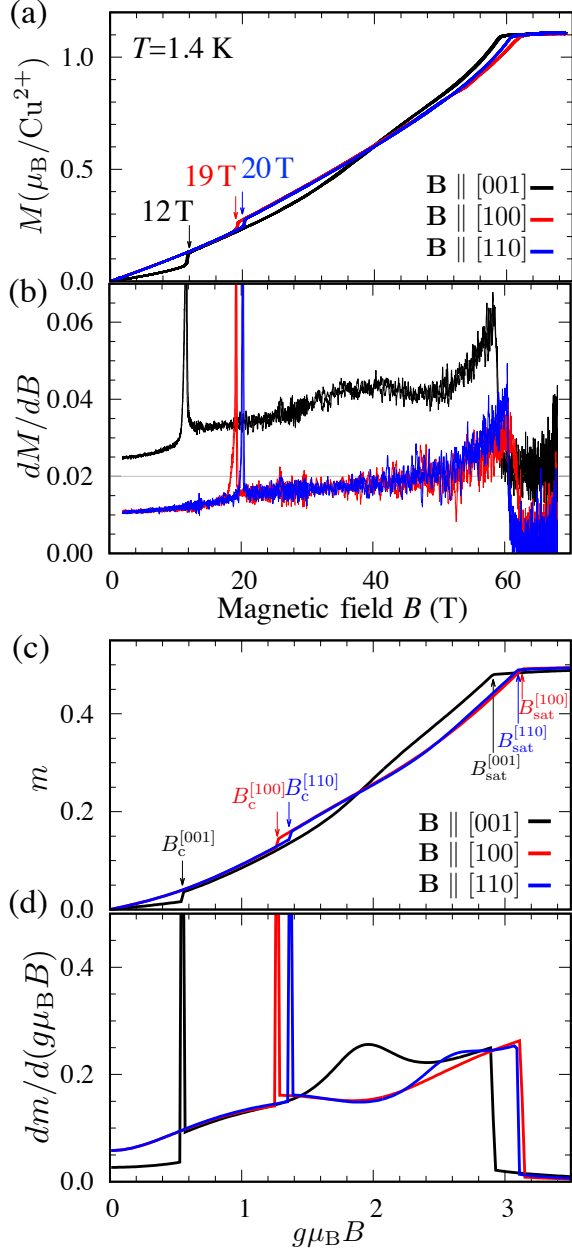 (a)
T=1.4 K
1.0
0.5
0.0
M(μ_B/Cu²⁺)
19 T
20 T
12 T
B ∥ [001]
B ∥ [100]
B ∥ [110]
(b)
0.06
0.04
0.02
0.00
dM/dB
0 20 40 60
Magnetic field B (T)
(c)
0.4
0.2
0.0
m
B_c^[001]
B_c^[100]
B_c^[110]
B_sat^[100]
B_sat^[110]
B_sat^[001]
B ∥ [001]
B ∥ [100]
B ∥ [110]
(d)
0.4
0.2
0.0
dm/d(gμ_B B)
0 1 2 3
gμ_B B